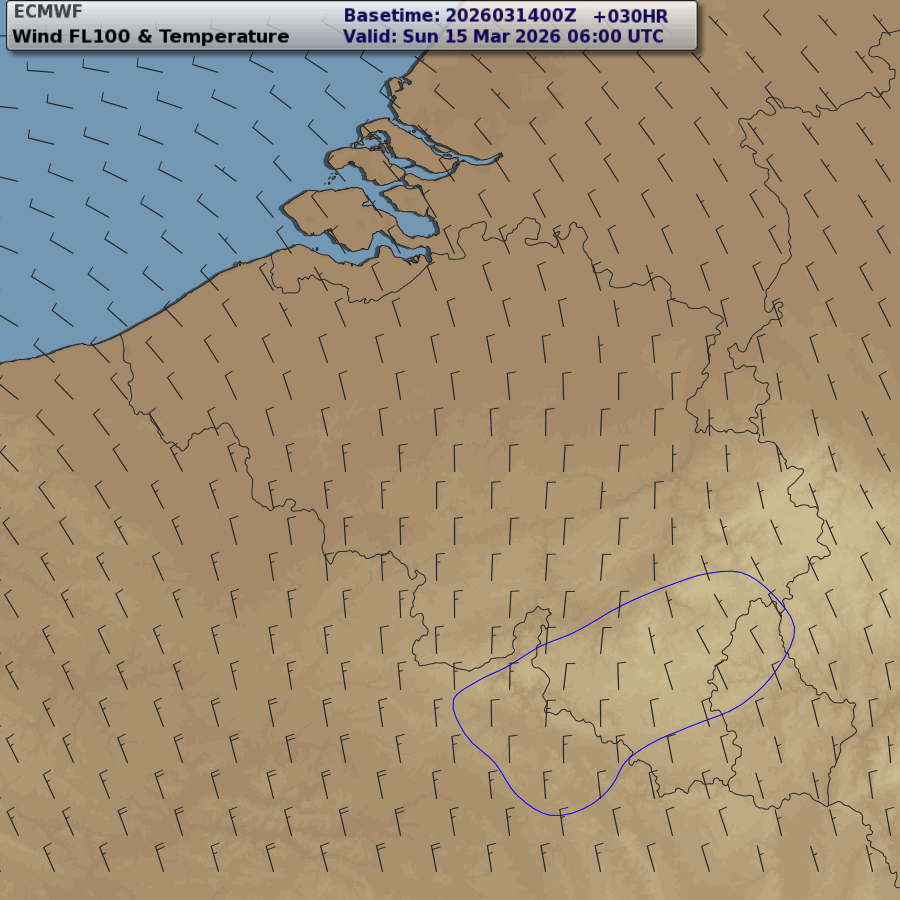 ECMWF
Basetime: 2026031400Z +030HR
Wind FL100 & Temperature
Valid: Sun 15 Mar 2026 06:00 UTC